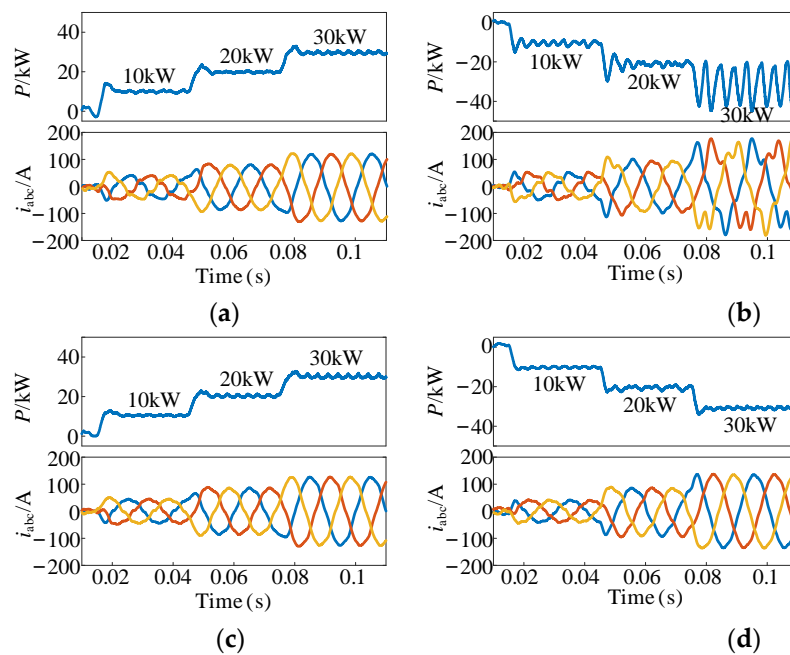 40
20
0
P/kW
10kW
20kW
30kW
200
100
0
−100
−200
i_abc/A
0.02
0.04
0.06
0.08
0.1
Time (s)
(a)
0
−20
−40
P/kW
10kW
20kW
30kW
200
100
0
−100
−200
i_abc/A
0.02
0.04
0.06
0.08
0.1
Time (s)
(b)
40
20
0
P/kW
10kW
20kW
30kW
200
100
0
−100
−200
i_abc/A
0.02
0.04
0.06
0.08
0.1
Time (s)
(c)
0
−20
−40
P/kW
10kW
20kW
30kW
200
100
0
−100
−200
i_abc/A
0.02
0.04
0.06
0.08
0.1
Time (s)
(d)